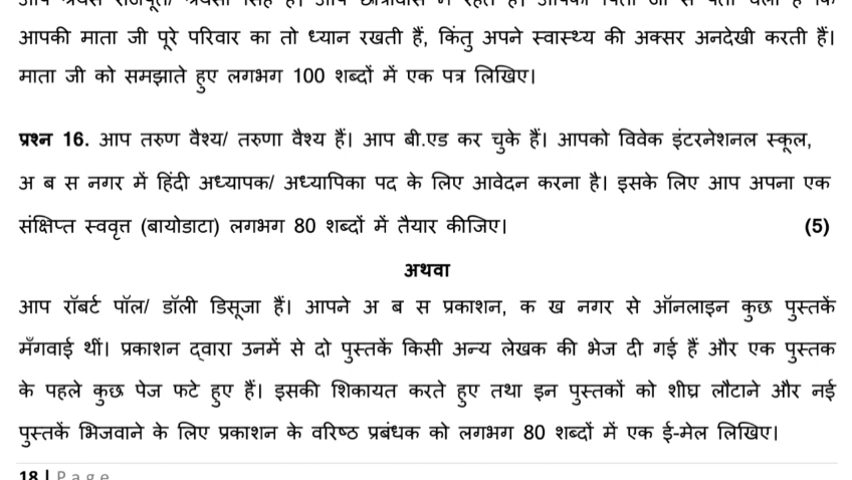 आपकी माता जी पूरे परिवार का तो ध्यान रखती हैं, किंतु अपने स्वास्थ्य की अक्सर अनदेखी करती हैं।
माता जी को समझाते हुए लगभग 100 शब्दों में एक पत्र लिखिए।
प्रश्न 16. आप तरुण वैश्य/ तरुणा वैश्य हैं। आप बी.एड कर चुके हैं। आपको विवेक इंटरनेशनल स्कूल,
अ ब स नगर में हिंदी अध्यापक/ अध्यापिका पद के लिए आवेदन करना है। इसके लिए आप अपना एक
संक्षिप्त स्ववृत्त (बायोडाटा) लगभग 80 शब्दों में तैयार कीजिए। (5)
अथवा
आप रॉबर्ट पॉल/ डॉली डिसूजा हैं। आपने अ ब स प्रकाशन, क ख नगर से ऑनलाइन कुछ पुस्तकें
मँगवाई थीं। प्रकाशन द्वारा उनमें से दो पुस्तकें किसी अन्य लेखक की भेज दी गई हैं और एक पुस्तक
के पहले कुछ पेज फटे हुए हैं। इसकी शिकायत करते हुए तथा इन पुस्तकों को शीघ्र लौटाने और नई
पुस्तकें भिजवाने के लिए प्रकाशन के वरिष्ठ प्रबंधक को लगभग 80 शब्दों में एक ई-मेल लिखिए।
18 | Page